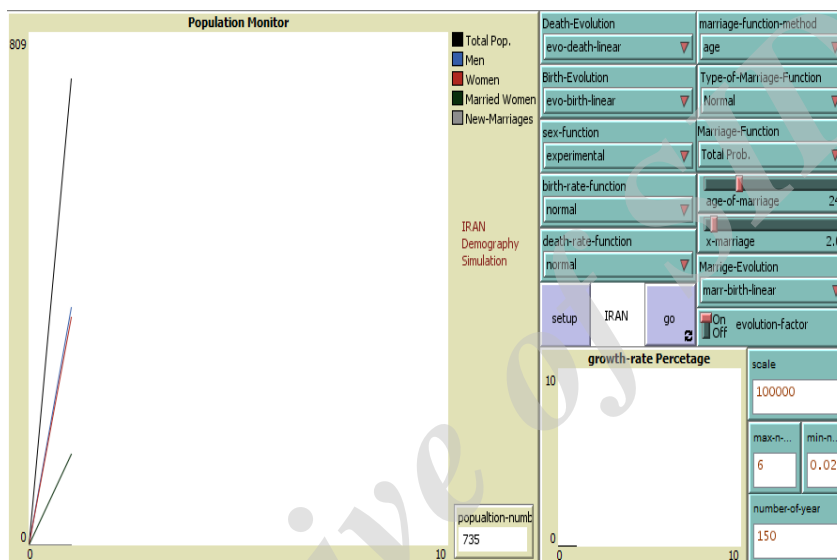 Population Monitor
809
0
0
10
Total Pop.
Men
Women
Married Women
New-Marriages
IRAN
Demography
Simulation
popualtion-numb
735
Death-Evolution
evo-death-linear
Birth-Evolution
evo-birth-linear
sex-function
experimental
birth-rate-function
normal
death-rate-function
normal
setup
IRAN
go
marriage-function-method
age
Type-of-Marriage-Function
Normal
Marriage-Function
Total Prob.
age-of-marriage 24
x-marriage 2.0
Marrige-Evolution
marr-birth-linear
On
Off
evolution-factor
growth-rate Percetage
10
0
0
10
scale
100000
max-n-...
6
min-n...
0.02
number-of-year
150